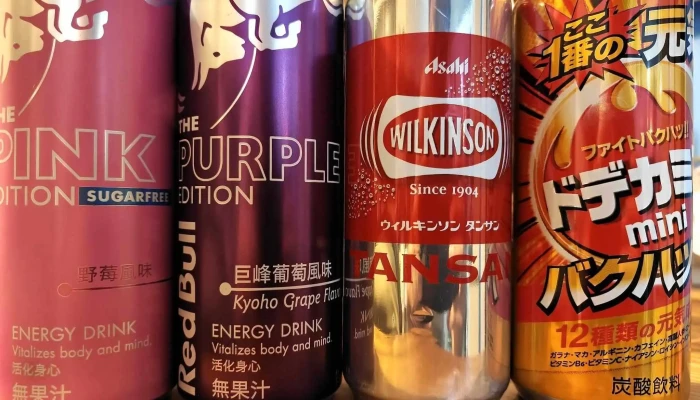 THE
PINK
EDITION
SUGARFREE
野莓風味
ENERGY DRINK
Vitalizes body and mind.
活化身心
無果汁
THE
PURPLE
EDITION
Red Bull
巨峰葡萄風味
Kyoho Grape Flavo
ENERGY DRINK
Vitalizes body and mind.
活化身心
無果汁
Asahi
WILKINSON
Since 1904
ウィルキンソン タンサン
TANSA
ここ
1番の
元
ファイトバクハツ
ドデカミ
mini
バクハツ
12種類の元
ガラナ・マカ・アルギニン・カフェイン
ビタミンB6・ビタミンC・ナイアシン
炭酸飲料